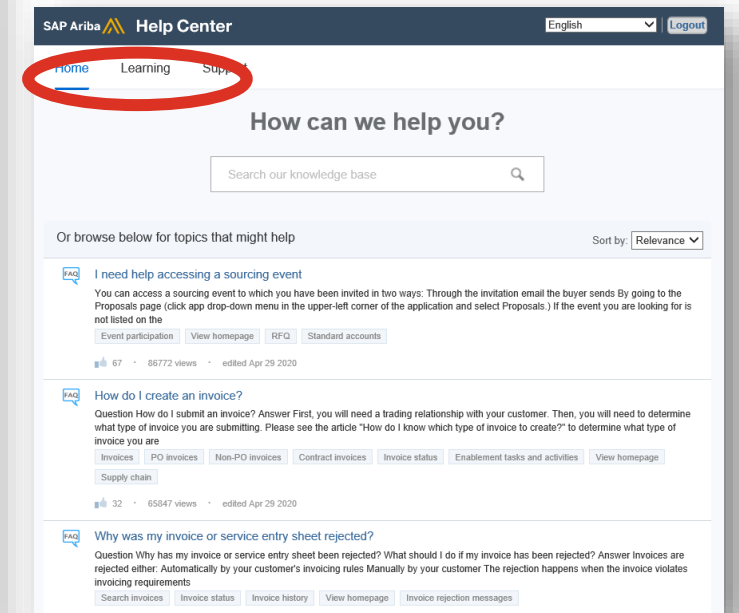 SAP Ariba Help Center
English
Logout
Home Learning Support
How can we help you?
Search our knowledge base
Or browse below for topics that might help
Sort by: Relevance
FAQ
I need help accessing a sourcing event
You can access a sourcing event to which you have been invited in two ways: Through the invitation email the buyer sends By going to the
Proposals page (click app drop-down menu in the upper-left corner of the application and select Proposals.) If the event you are looking for is
not listed on the
Event participation View homepage RFQ Standard accounts
67 · 86772 views · edited Apr 29 2020
FAQ
How do I create an invoice?
Question How do I submit an invoice? Answer First, you will need a trading relationship with your customer. Then, you will need to determine
what type of invoice you are submitting. Please see the article "How do I know which type of invoice to create?" to determine what type of
invoice you are
Invoices PO invoices Non-PO invoices Contract invoices Invoice status Enablement tasks and activities View homepage
Supply chain
32 · 65847 views · edited Apr 29 2020
FAQ
Why was my invoice or service entry sheet rejected?
Question Why has my invoice or service entry sheet been rejected? What should I do if my invoice has been rejected? Answer Invoices are
rejected either: Automatically by your customer's invoicing rules Manually by your customer The rejection happens when the invoice violates
invoicing requirements
Search invoices Invoice status Invoice history View homepage Invoice rejection messages